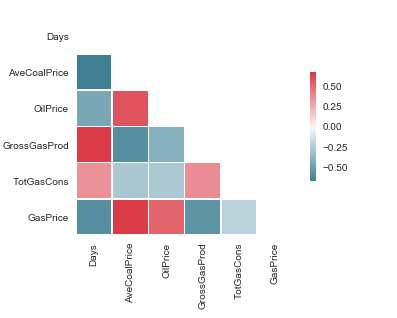 Days
AveCoalPrice
OilPrice
GrossGasProd
TotGasCons
GasPrice
0.50
0.25
0.00
−0.25
−0.50
Days
AveCoalPrice
OilPrice
GrossGasProd
TotGasCons
GasPrice